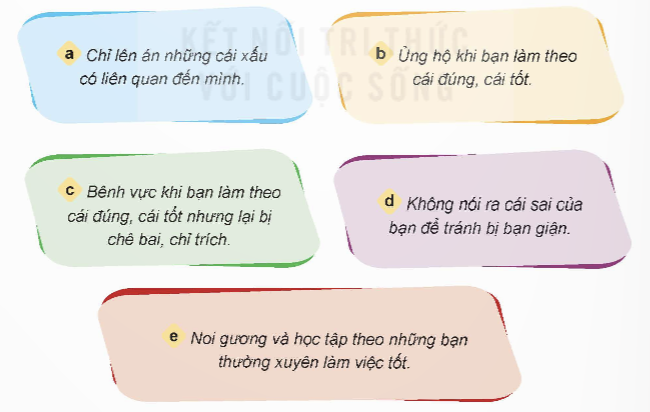 KẾT NỐI TRI THỨC
VỚI CUỘC SỐNG
a Chỉ lên án những cái xấu
có liên quan đến mình.
b Ủng hộ khi bạn làm theo
cái đúng, cái tốt.
c Bênh vực khi bạn làm theo
cái đúng, cái tốt nhưng lại bị
chê bai, chỉ trích.
d Không nói ra cái sai của
bạn để tránh bị bạn giận.
e Noi gương và học tập theo những bạn
thường xuyên làm việc tốt.